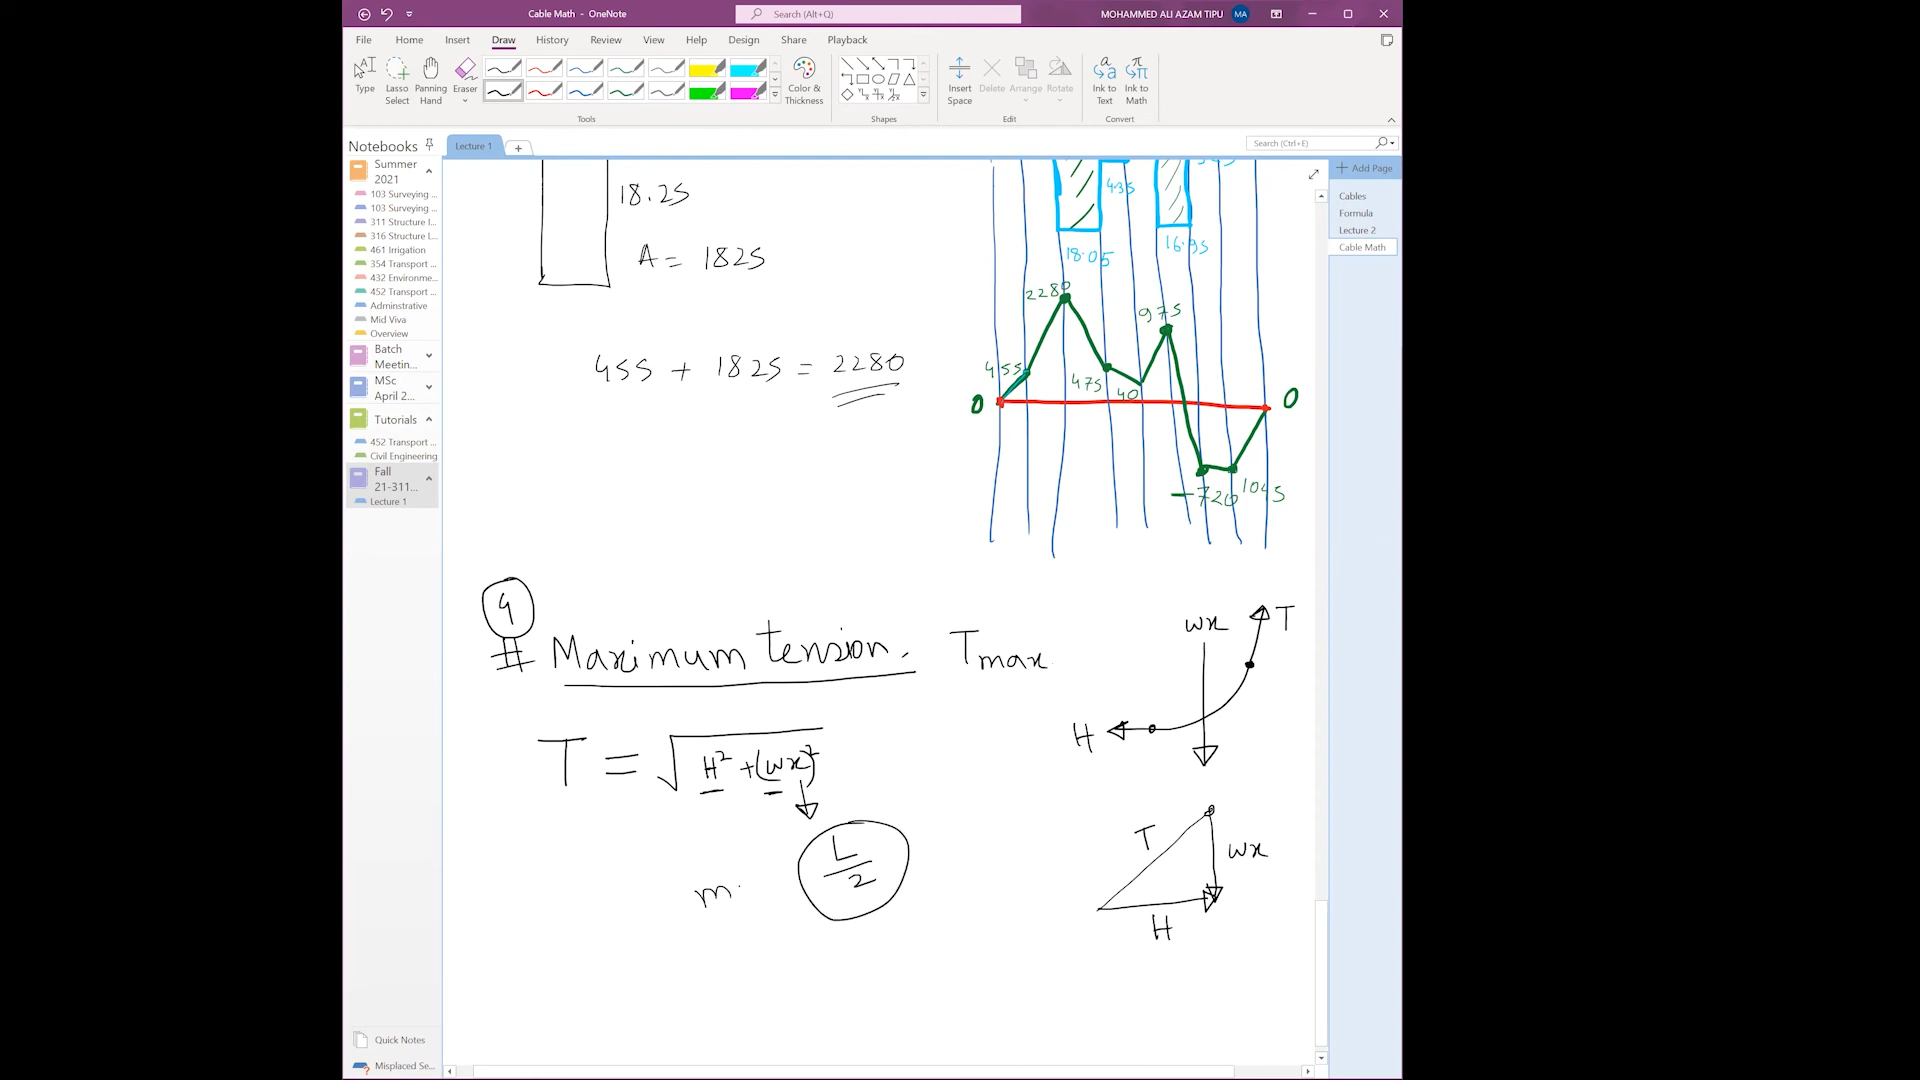 Cable Math - OneNote
Search (Alt+Q)
MOHAMMED ALI AZAM TIPU
MA
File Home Insert Draw History Review View Help Design Share Playback
Type
Lasso Select
Panning Hand
Eraser
Color & Thickness
Insert Space
Delete
Arrange
Rotate
Ink to Text
Ink to Math
Tools
Shapes
Edit
Convert
Notebooks
Lecture 1
Search (Ctrl+E)
Summer 2021
103 Surveying ...
103 Surveying ...
311 Structure I...
316 Structure L...
461 Irrigation
354 Transport ...
432 Environme...
452 Transport ...
Adminstrative
Mid Viva
Overview
Batch Meetin...
MSc April 2...
Tutorials
452 Transport ...
Civil Engineering
Fall 21-311...
Lecture 1
Quick Notes
Misplaced Se...
Add Page
Cables
Formula
Lecture 2
Cable Math
18.25
A = 1825
455 + 1825 = 2280
4.35
18.05
16.95
2280
975
455
475
40
0
0
-720
1045
4
# Maximum tension. Tmax
T = √H² + (wx)²
L/2
m
wx
T
H
T
wx
H